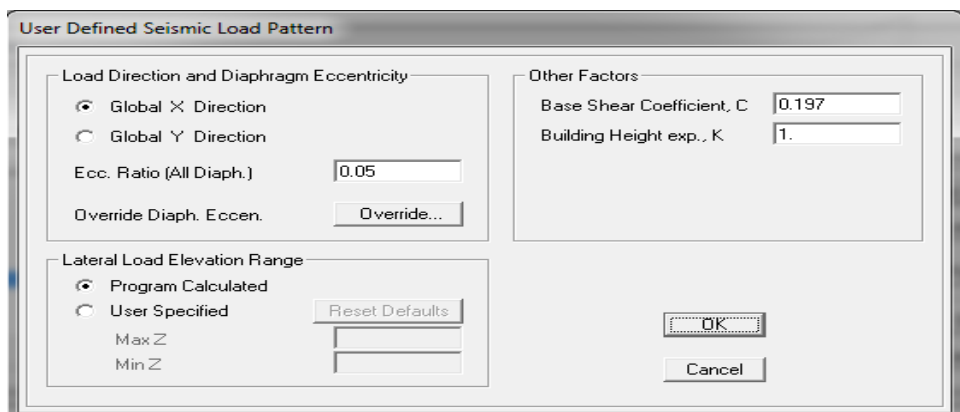 User Defined Seismic Load Pattern
Load Direction and Diaphragm Eccentricity
Global X Direction
Global Y Direction
Ecc. Ratio (All Diaph.) 0.05
Override Diaph. Eccen. Override...
Other Factors
Base Shear Coefficient, C 0.197
Building Height exp., K 1.
Lateral Load Elevation Range
Program Calculated
User Specified Reset Defaults
Max Z
Min Z
OK
Cancel